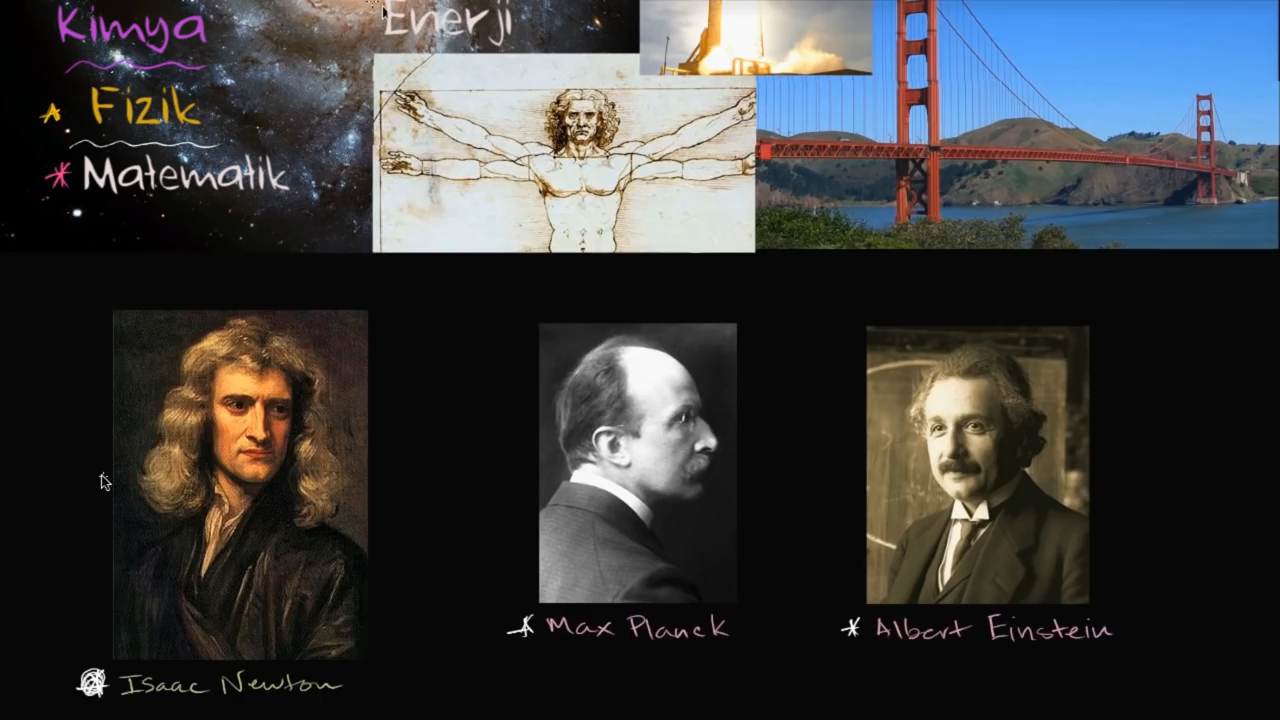 Kimya
Enerji
Fizik
Matematik
Max Planck
Albert Einstein
Isaac Newton